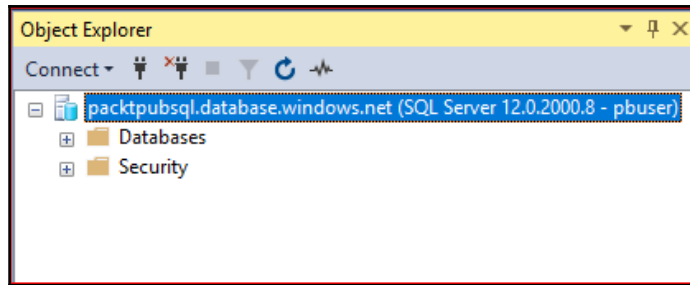 Object Explorer
Connect
packtpubsql.database.windows.net (SQL Server 12.0.2000.8 - pbuser)
Databases
Security